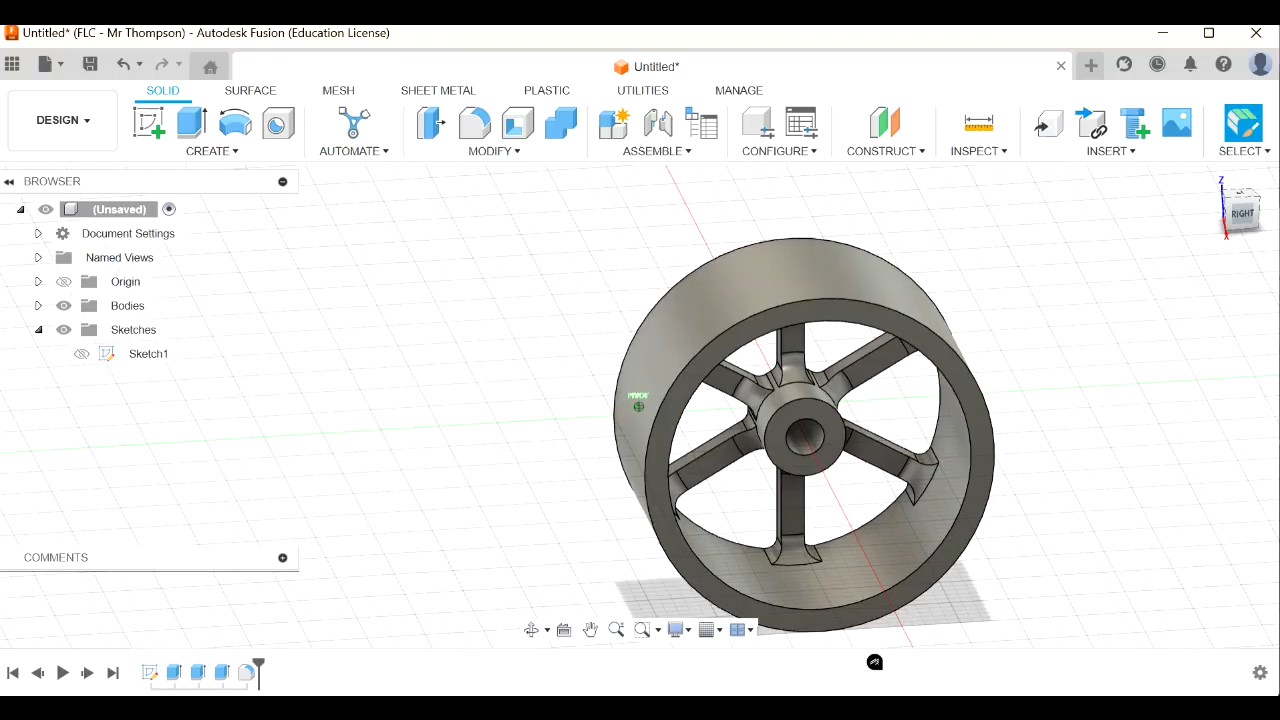 Untitled* (FLC - Mr Thompson) - Autodesk Fusion (Education License)
Untitled*
SOLID SURFACE MESH SHEET METAL PLASTIC UTILITIES MANAGE
DESIGN
CREATE AUTOMATE MODIFY ASSEMBLE CONFIGURE CONSTRUCT INSPECT INSERT SELECT
BROWSER
(Unsaved)
Document Settings
Named Views
Origin
Bodies
Sketches
Sketch1
Z
RIGHT
X
PIVOT
COMMENTS